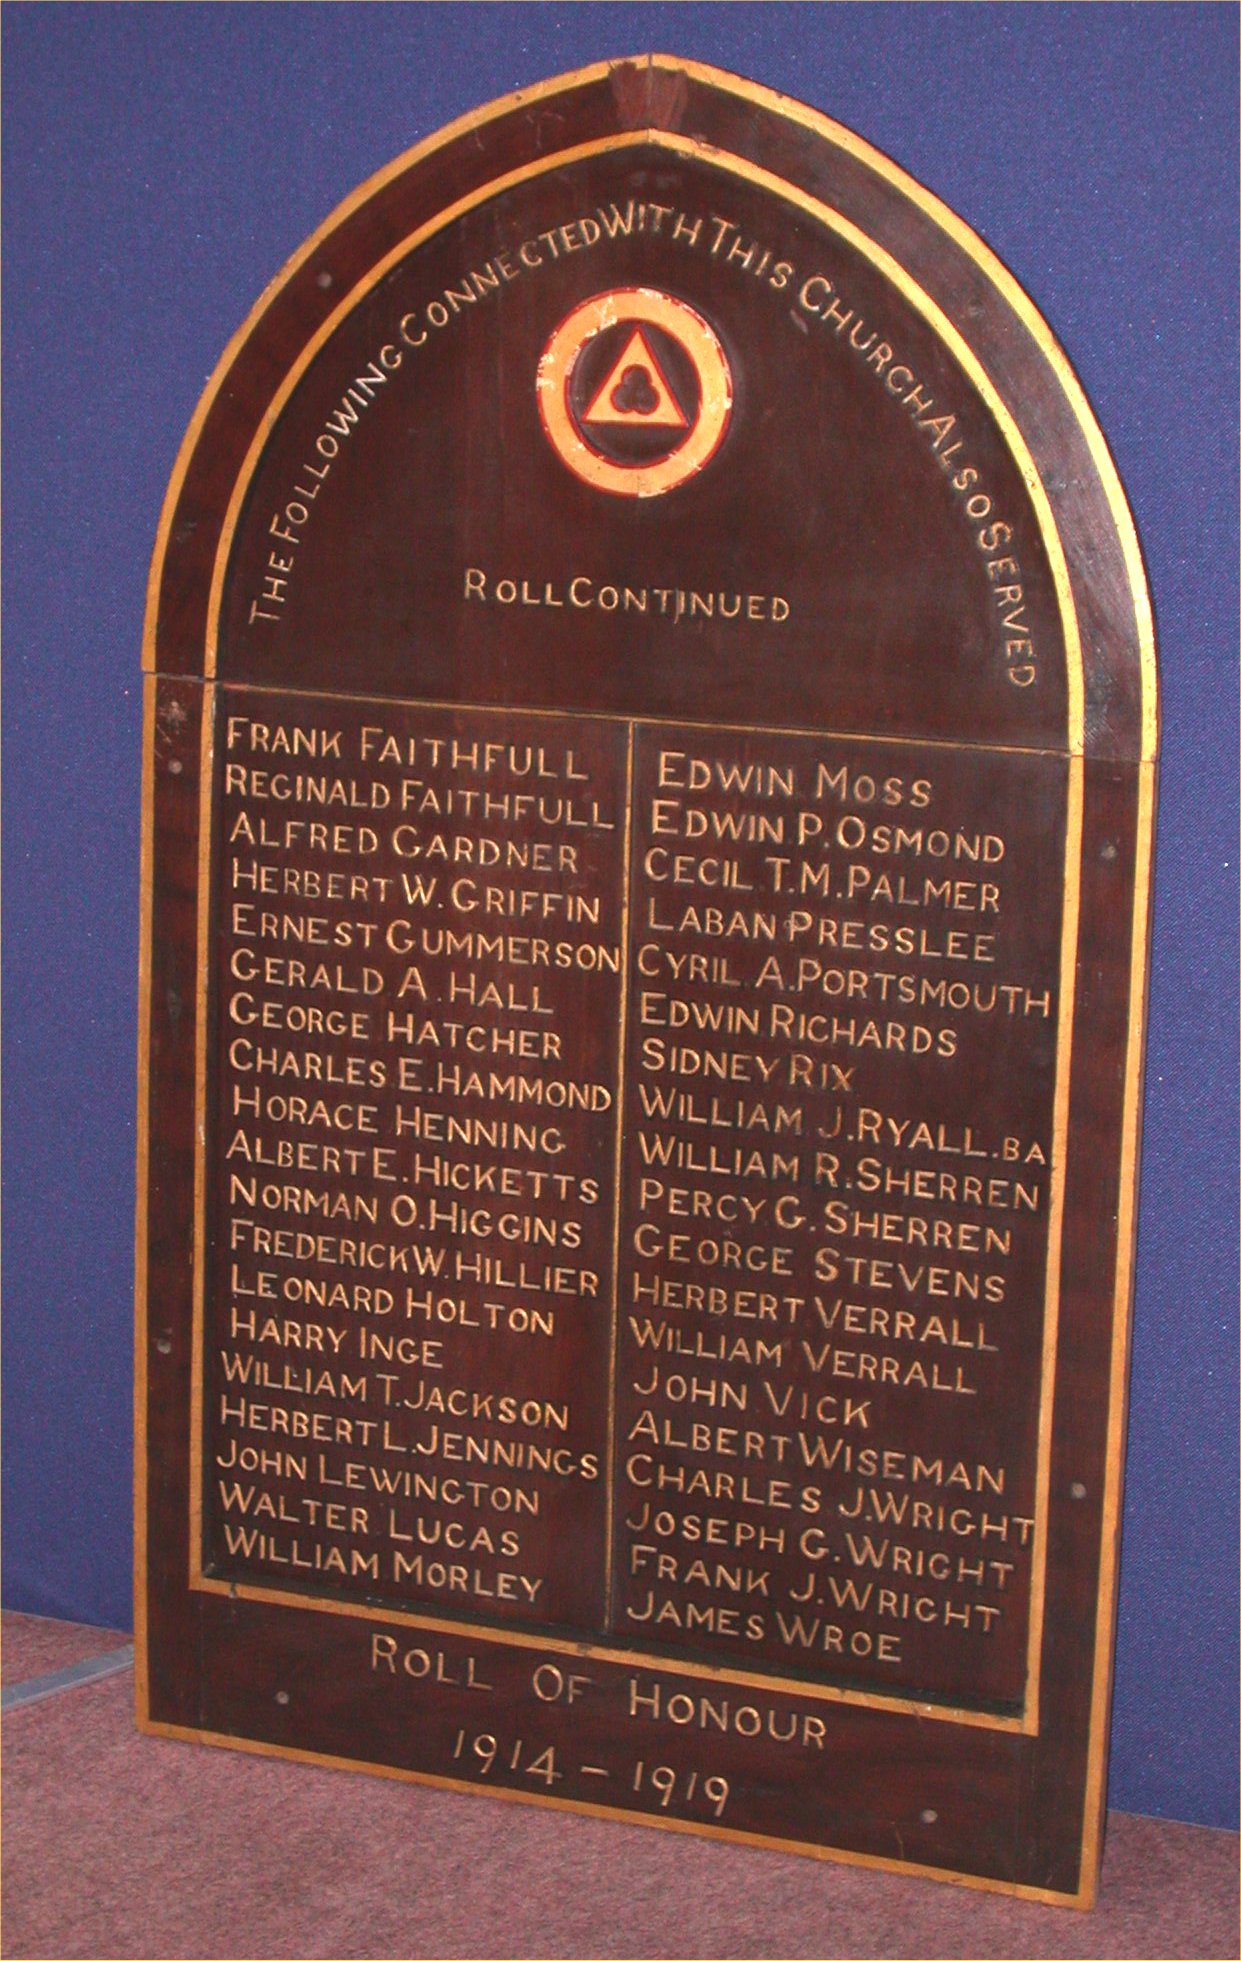 THE FOLLOWING CONNECTED WITH THIS CHURCH ALSO SERVED
ROLL CONTINUED
FRANK FAITHFULL
REGINALD FAITHFULL
ALFRED GARDNER
HERBERT W. GRIFFIN
ERNEST GUMMERSON
GERALD A. HALL
GEORGE HATCHER
CHARLES E. HAMMOND
HORACE HENNING
ALBERT E. HICKETTS
NORMAN O. HIGGINS
FREDERICK W. HILLIER
LEONARD HOLTON
HARRY INGE
WILLIAM T. JACKSON
HERBERT L. JENNINGS
JOHN LEWINGTON
WALTER LUCAS
WILLIAM MORLEY
EDWIN MOSS
EDWIN P. OSMOND
CECIL T. M. PALMER
LABAN PRESSLEE
CYRIL A. PORTSMOUTH
EDWIN RICHARDS
SIDNEY RIX
WILLIAM J. RYALL. BA
WILLIAM R. SHERREN
PERCY G. SHERREN
GEORGE STEVENS
HERBERT VERRALL
WILLIAM VERRALL
JOHN VICK
ALBERT WISEMAN
CHARLES J. WRIGHT
JOSEPH G. WRIGHT
FRANK J. WRIGHT
JAMES WROE
ROLL OF HONOUR
1914 - 1919